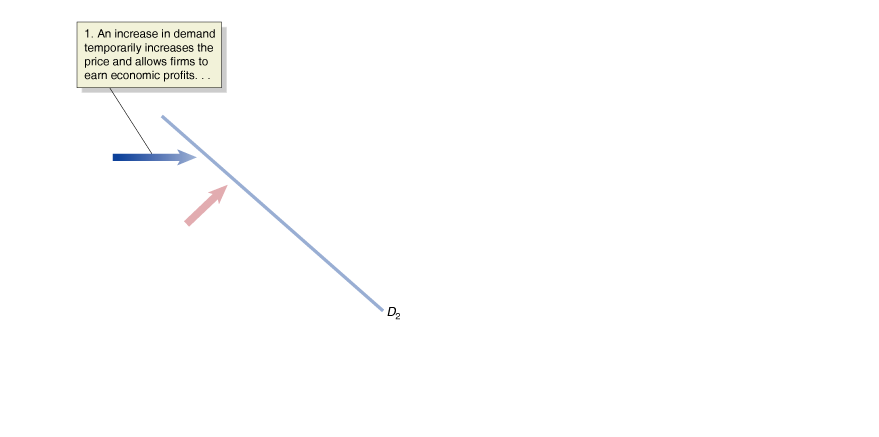 1. An increase in demand
temporarily increases the
price and allows firms to
earn economic profits. . .
D2